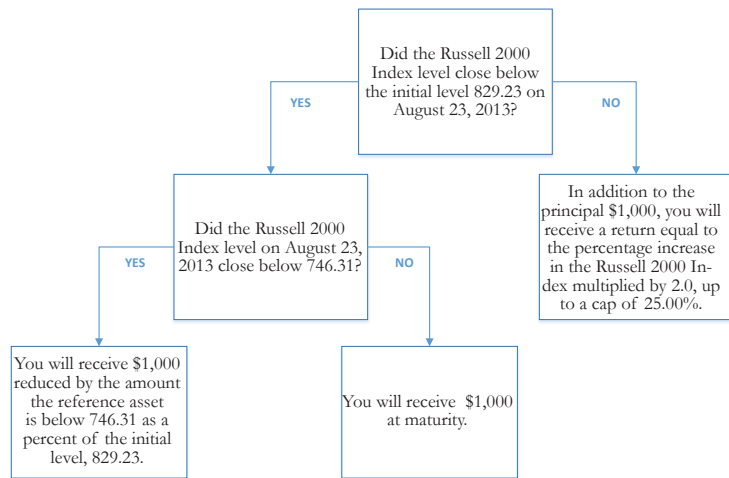 Did the Russell 2000
Index level close below
the initial level 829.23 on
August 23, 2013?
YES
NO
Did the Russell 2000
Index level on August 23,
2013 close below 746.31?
In addition to the
principal $1,000, you will
receive a return equal to
the percentage increase
in the Russell 2000 In-
dex multiplied by 2.0, up
to a cap of 25.00%.
YES
NO
You will receive $1,000
reduced by the amount
the reference asset
is below 746.31 as a
percent of the initial
level, 829.23.
You will receive $1,000
at maturity.